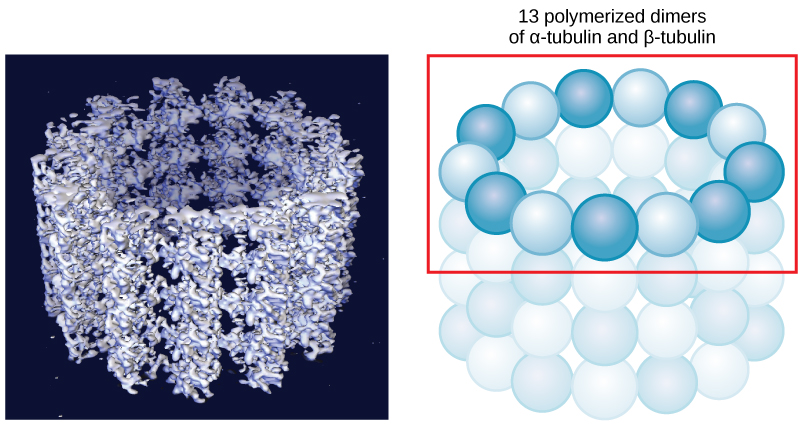 13 polymerized dimers
of α-tubulin and β-tubulin